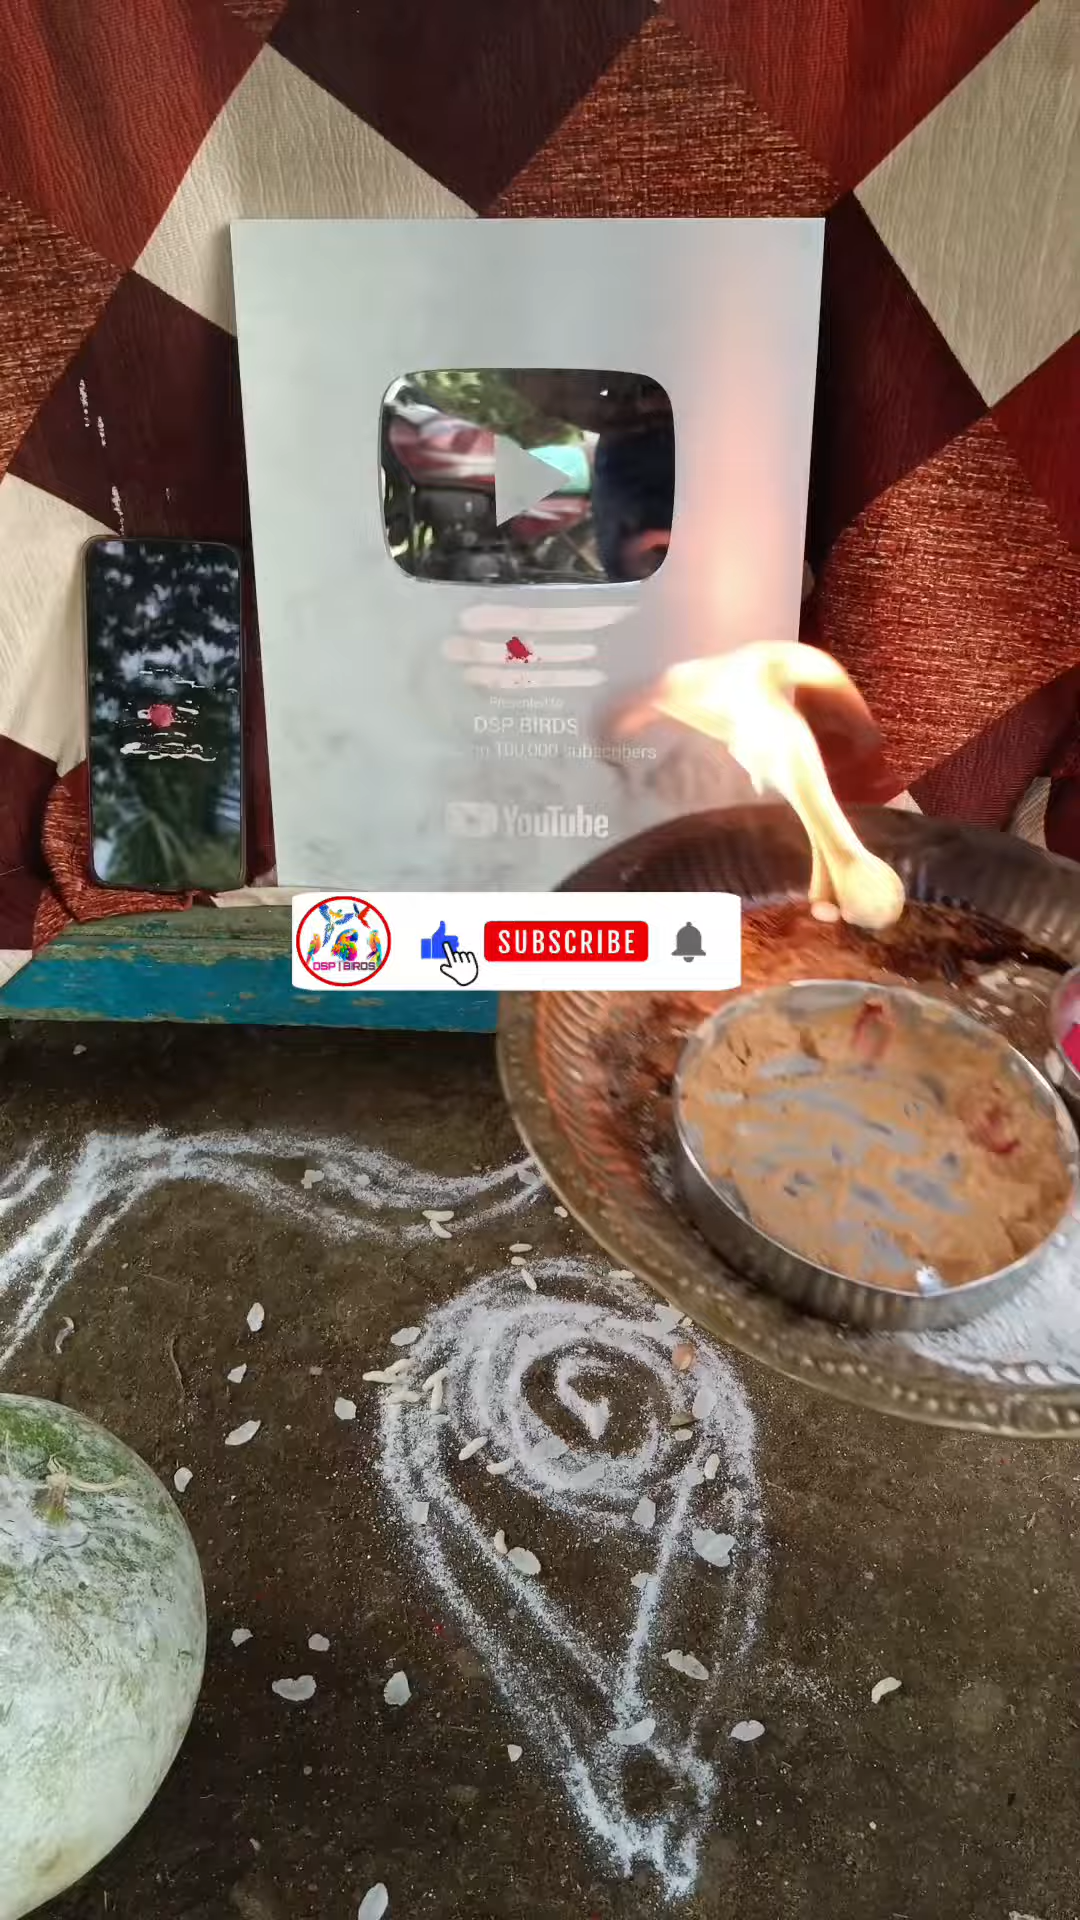 Presented to
DSP BIRDS
100,000 subscribers
YouTube
DSP | BIRDS
SUBSCRIBE